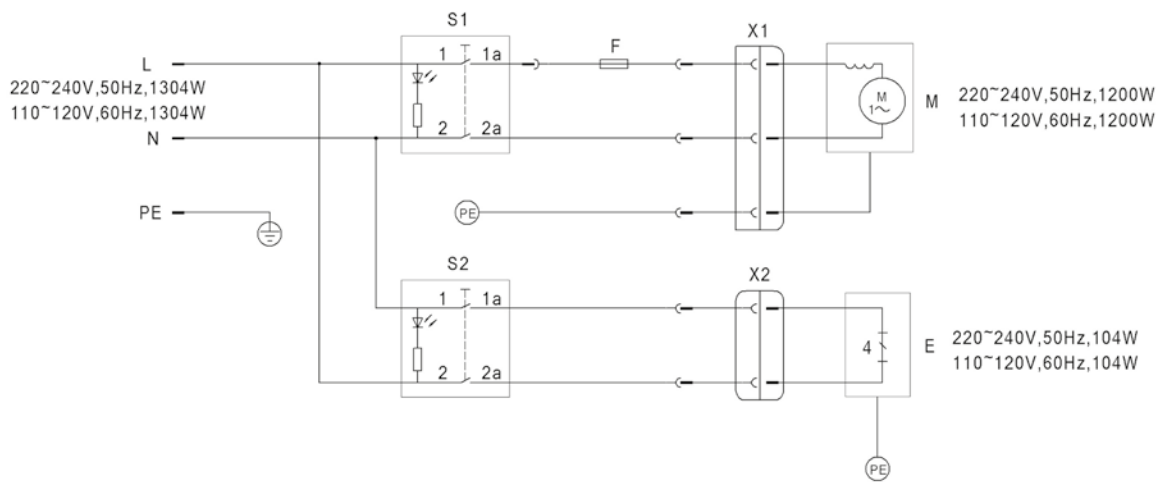 S1
X1
L
1 1a
F
220~240V,50Hz,1304W
110~120V,60Hz,1304W
M
1~
M
220~240V,50Hz,1200W
110~120V,60Hz,1200W
N
2 2a
PE
PE
S2
X2
1 1a
4
E
220~240V,50Hz,104W
110~120V,60Hz,104W
2 2a
PE